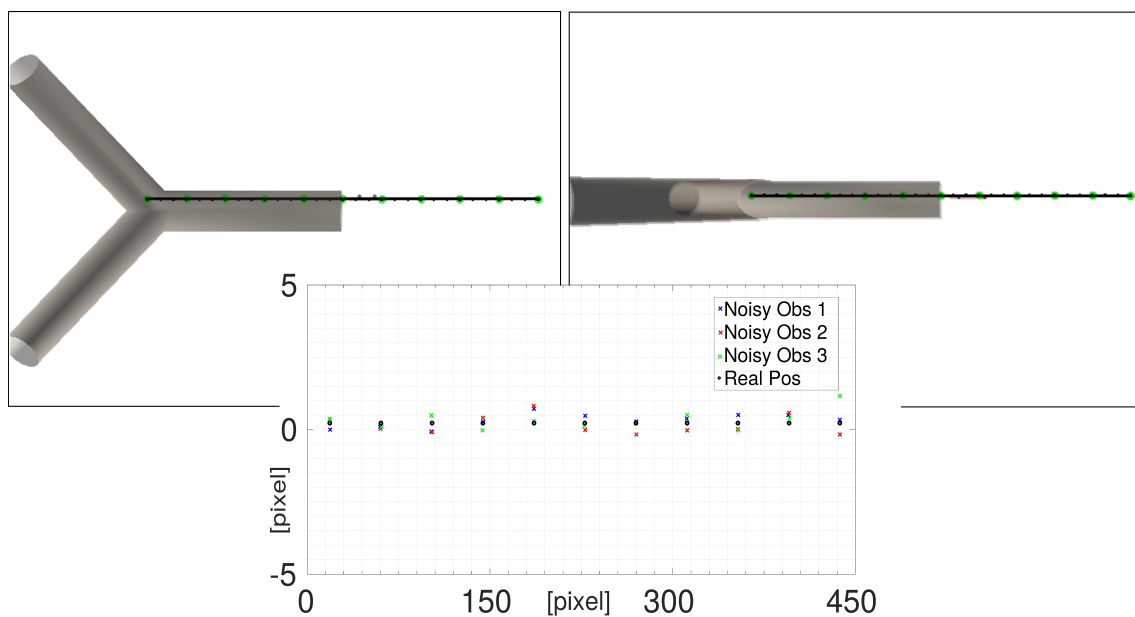 5
Noisy Obs 1
Noisy Obs 2
Noisy Obs 3
Real Pos
0
[pixel]
-5
0 150 [pixel] 300 450